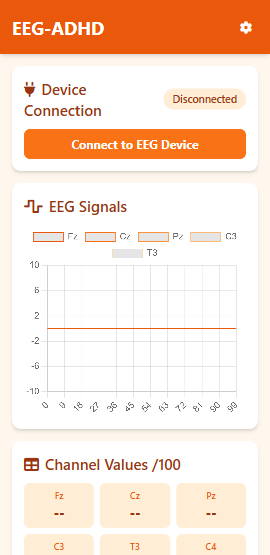 EEG-ADHD
Device
Connection
Disconnected
Connect to EEG Device
EEG Signals
Fz Cz Pz C3
T3
10
6
2
-2
-6
-10
0 9 18 27 36 45 54 63 72 81 90 99
Channel Values /100
Fz Cz Pz
-- -- --
C3 T3 C4